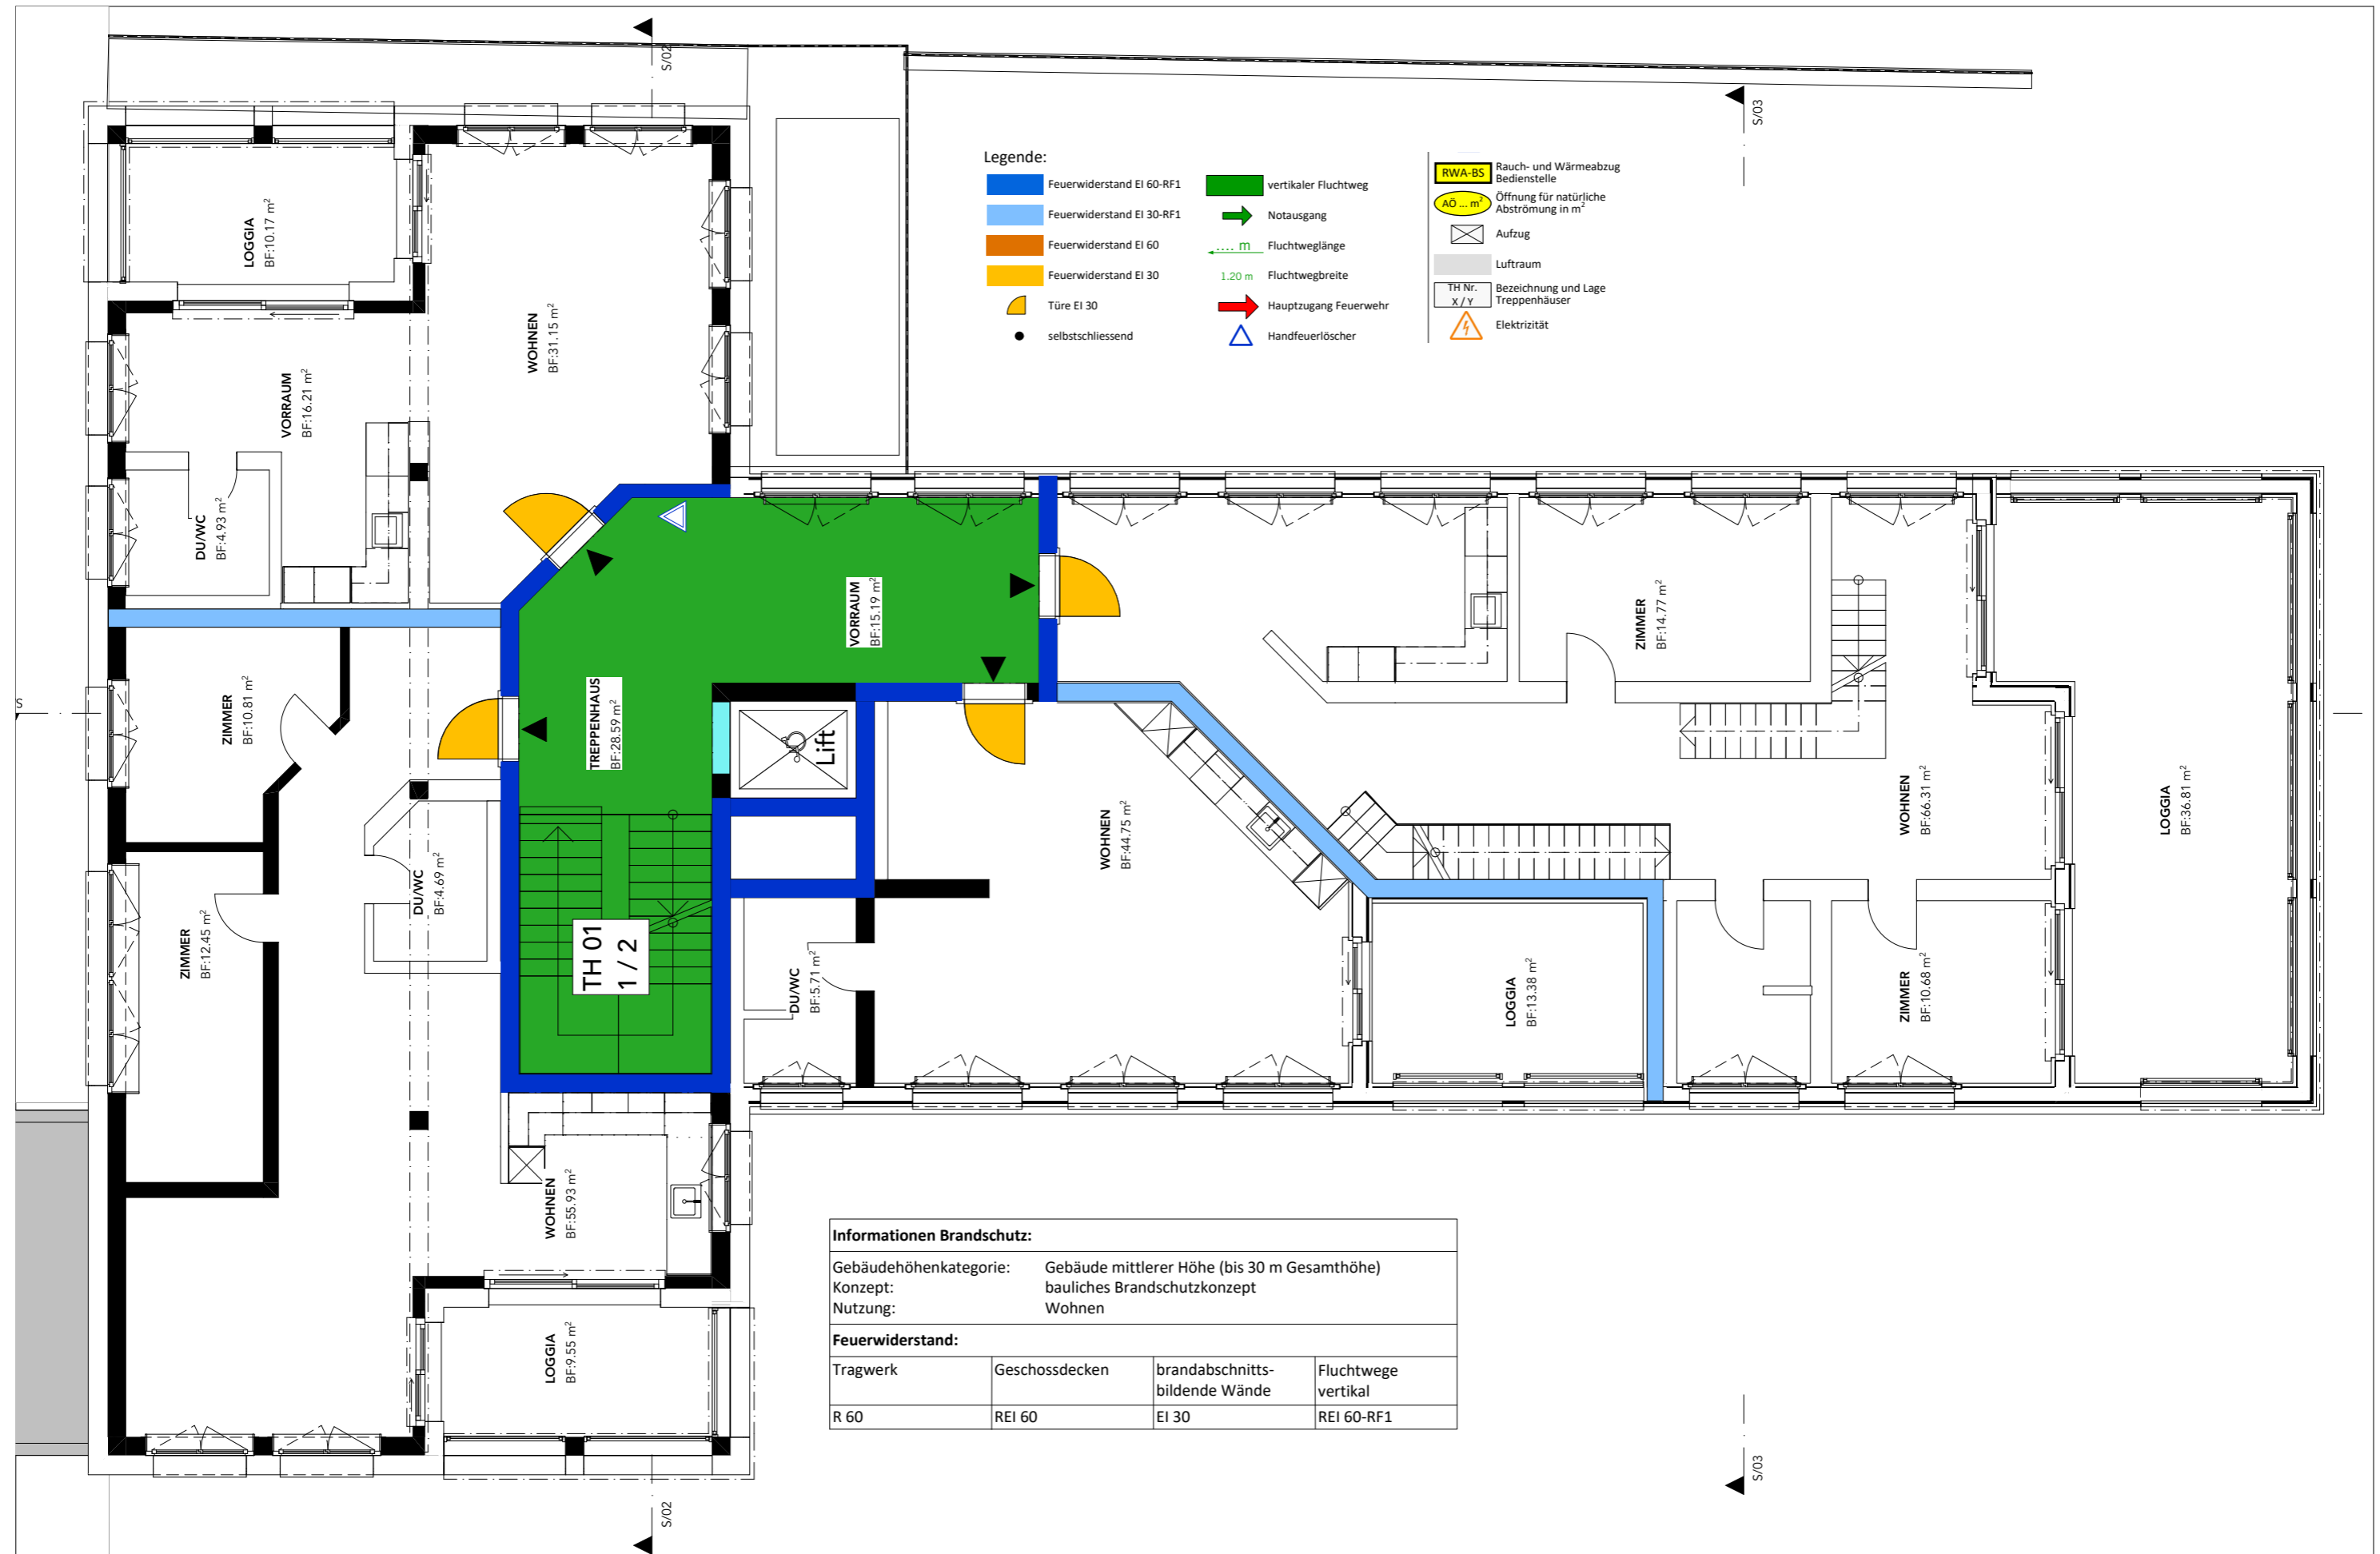 S/02
S/03
Legende:
Feuerwiderstand EI 60-RF1
Feuerwiderstand EI 30-RF1
Feuerwiderstand EI 60
Feuerwiderstand EI 30
Türe EI 30
selbstschliessend
vertikaler Fluchtweg
Notausgang
.... m Fluchtweglänge
1.20 m Fluchtwegbreite
Hauptzugang Feuerwehr
Handfeuerlöscher
RWA-BS Rauch- und Wärmeabzug
Bedienstelle
AÖ ... m² Öffnung für natürliche
Abströmung in m²
Aufzug
Luftraum
TH Nr. Bezeichnung und Lage
X / Y Treppenhäuser
Elektrizität
LOGGIA
BF:10.17 m²
WOHNEN
BF:31.15 m²
VORRAUM
BF:16.21 m²
DU/WC
BF:4.93 m²
VORRAUM
BF:15.19 m²
ZIMMER
BF:14.77 m²
S
ZIMMER
BF:10.81 m²
TREPPENHAUS
BF:28.59 m²
Lift
WOHNEN
BF:44.75 m²
WOHNEN
BF:66.31 m²
LOGGIA
BF:36.81 m²
DU/WC
BF:4.69 m²
ZIMMER
BF:12.45 m²
TH 01
1 / 2
DU/WC
BF:5.71 m²
LOGGIA
BF:13.38 m²
ZIMMER
BF:10.68 m²
WOHNEN
BF:55.93 m²
LOGGIA
BF:9.55 m²
Informationen Brandschutz:
Gebäudehöhenkategorie: Gebäude mittlerer Höhe (bis 30 m Gesamthöhe)
Konzept: bauliches Brandschutzkonzept
Nutzung: Wohnen
Feuerwiderstand:
Tragwerk Geschossdecken brandabschnitts- Fluchtwege
bildende Wände vertikal
R 60 REI 60 EI 30 REI 60-RF1
S/02
S/03